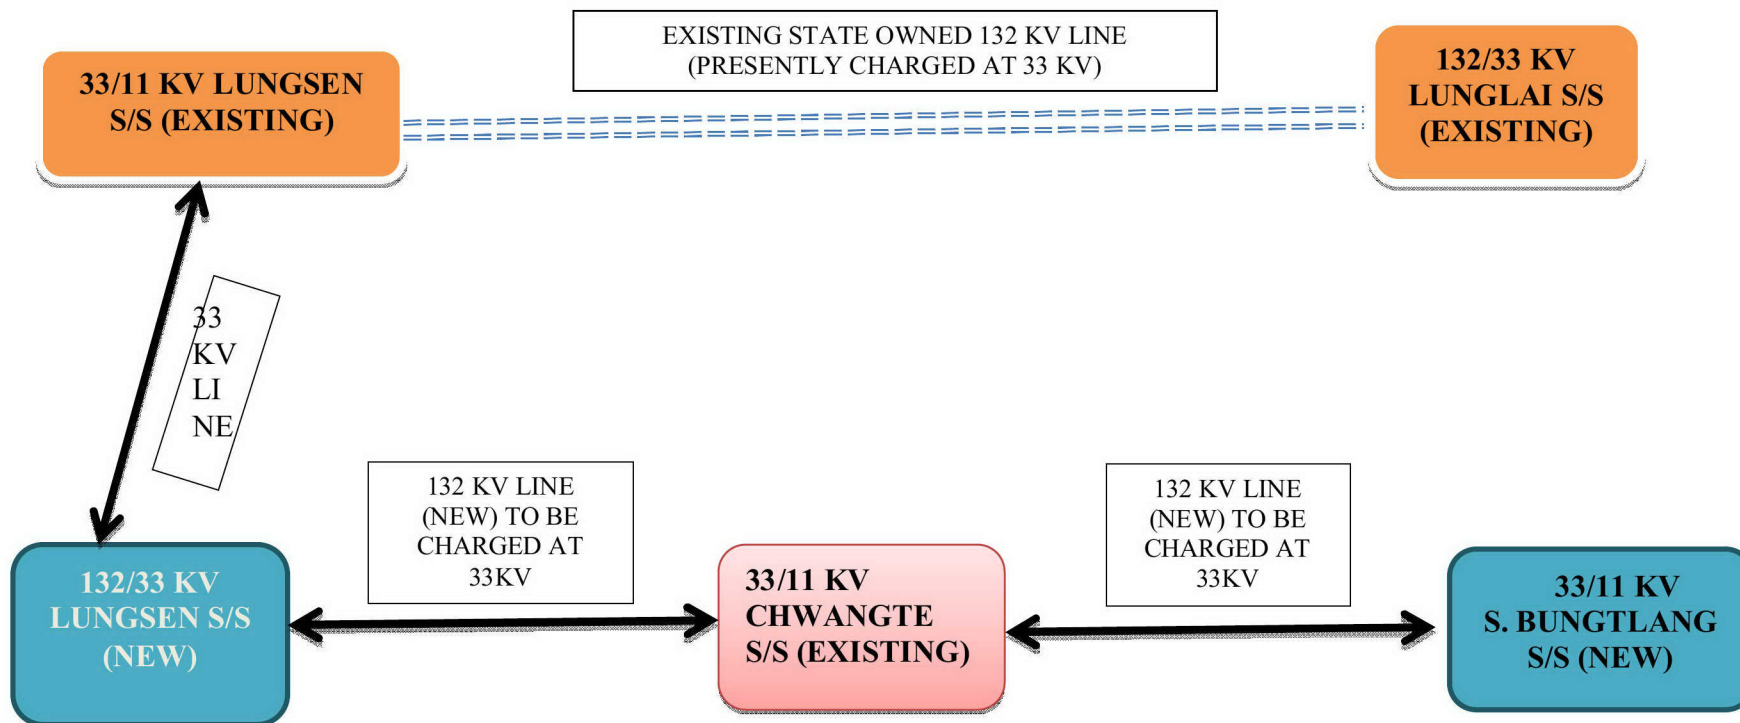 EXISTING STATE OWNED 132 KV LINE
(PRESENTLY CHARGED AT 33 KV)
33/11 KV LUNGSEN
S/S (EXISTING)
132/33 KV
LUNGLAI S/S
(EXISTING)
33
KV
LI
NE
132 KV LINE
(NEW) TO BE
CHARGED AT
33KV
132 KV LINE
(NEW) TO BE
CHARGED AT
33KV
132/33 KV
LUNGSEN S/S
(NEW)
33/11 KV
CHWANGTE
S/S (EXISTING)
33/11 KV
S. BUNGTLANG
S/S (NEW)